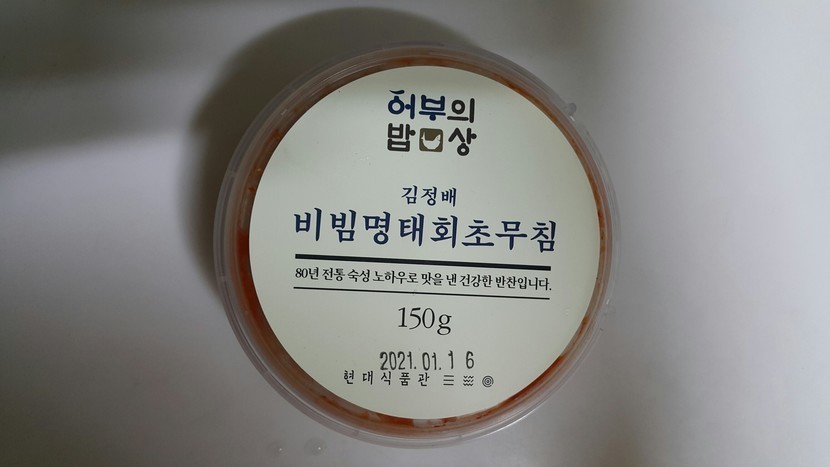 허부의
밥상
김정배
비빔명태회초무침
80년 전통 숙성 노하우로 맛을 낸 건강한 반찬입니다.
150g
2021.01.16
현대식품관